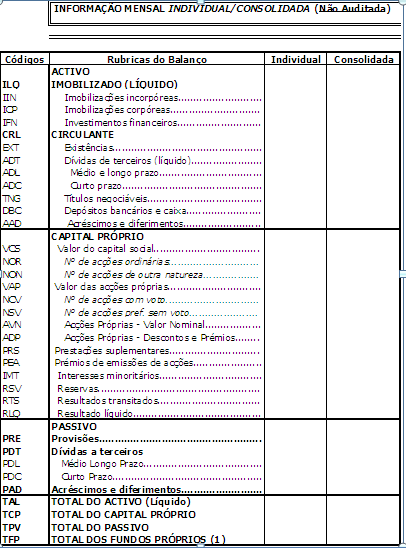 INFORMAÇÃO MENSAL INDIVIDUAL/CONSOLIDADA (Não Auditada)
Códigos Rubricas do Balanço Individual Consolidada
ACTIVO
ILQ IMOBILIZADO (LÍQUIDO)
IIN Imobilizações incorpóreas......................
ICP Imobilizações corpóreas.........................
IFN Investimentos financeiros.......................
CRL CIRCULANTE
EXT Existências..........................................
ADT Dívidas de terceiros (líquido)....................
ADL Médio e longo prazo............................
ADC Curto prazo......................................
TNG Títulos negociáveis..............................
DBC Depósitos bancários e caixa....................
AAD Acréscimos e diferimentos......................
CAPITAL PRÓPRIO
VCS Valor do capital social............................
NOR Nº de acções ordinárias.........................
NON Nº de acções de outra natureza...............
VAP Valor das acções próprias.........................
NCV Nº de acções com voto..........................
NSV Nº de acções pref. sem voto...................
AVN Acções Próprias - Valor Nominal..............
ADP Acções Próprias - Descontos e Prémios........
PRS Prestações suplementares.......................
PEA Prémios de emissões de acções..................
IMT Interesses minoritários...........................
RSV Reservas.............................................
RTS Resultados transitados..........................
RLQ Resultado líquido...................................
PASSIVO
PRE Provisões.................................................
PDT Dívidas a terceiros
PDL Médio Longo Prazo................................
PDC Curto Prazo........................................
PAD Acréscimos e diferimentos.........................
TAL TOTAL DO ACTIVO (Líquido)
TCP TOTAL DO CAPITAL PRÓPRIO
TPV TOTAL DO PASSIVO
TFP TOTAL DOS FUNDOS PRÓPRIOS (1)